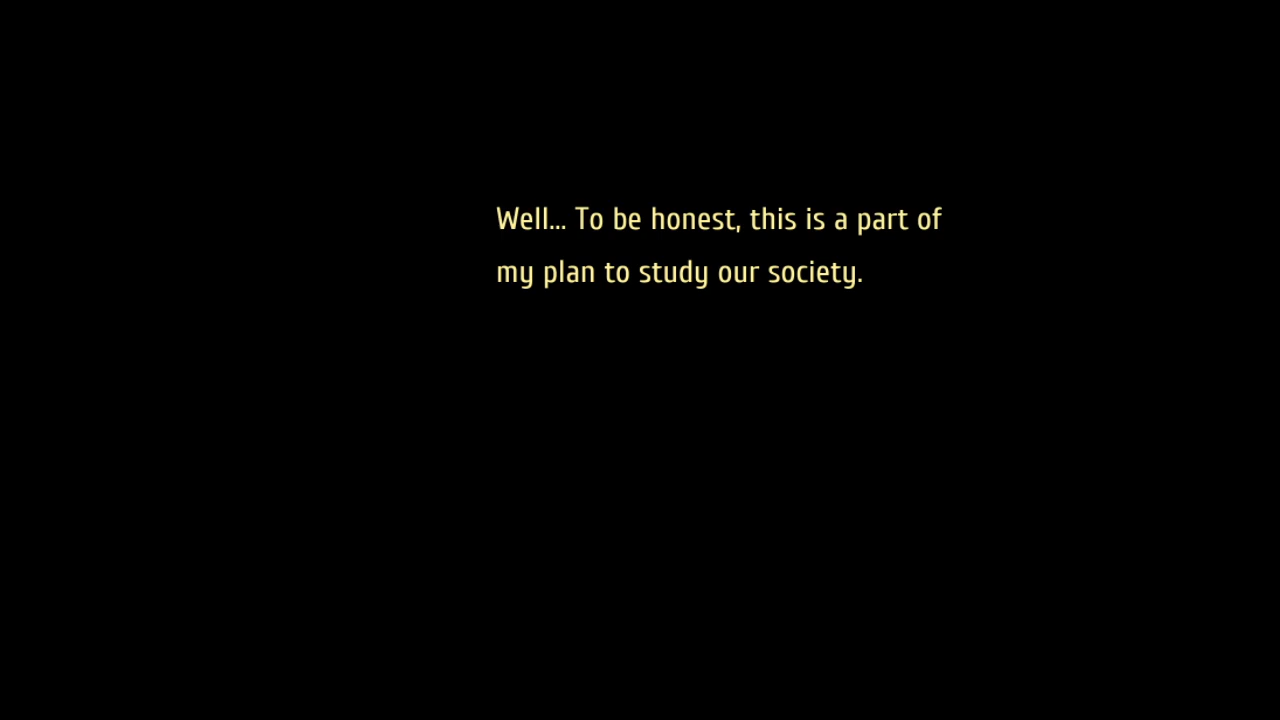 Well... To be honest, this is a part of
my plan to study our society.